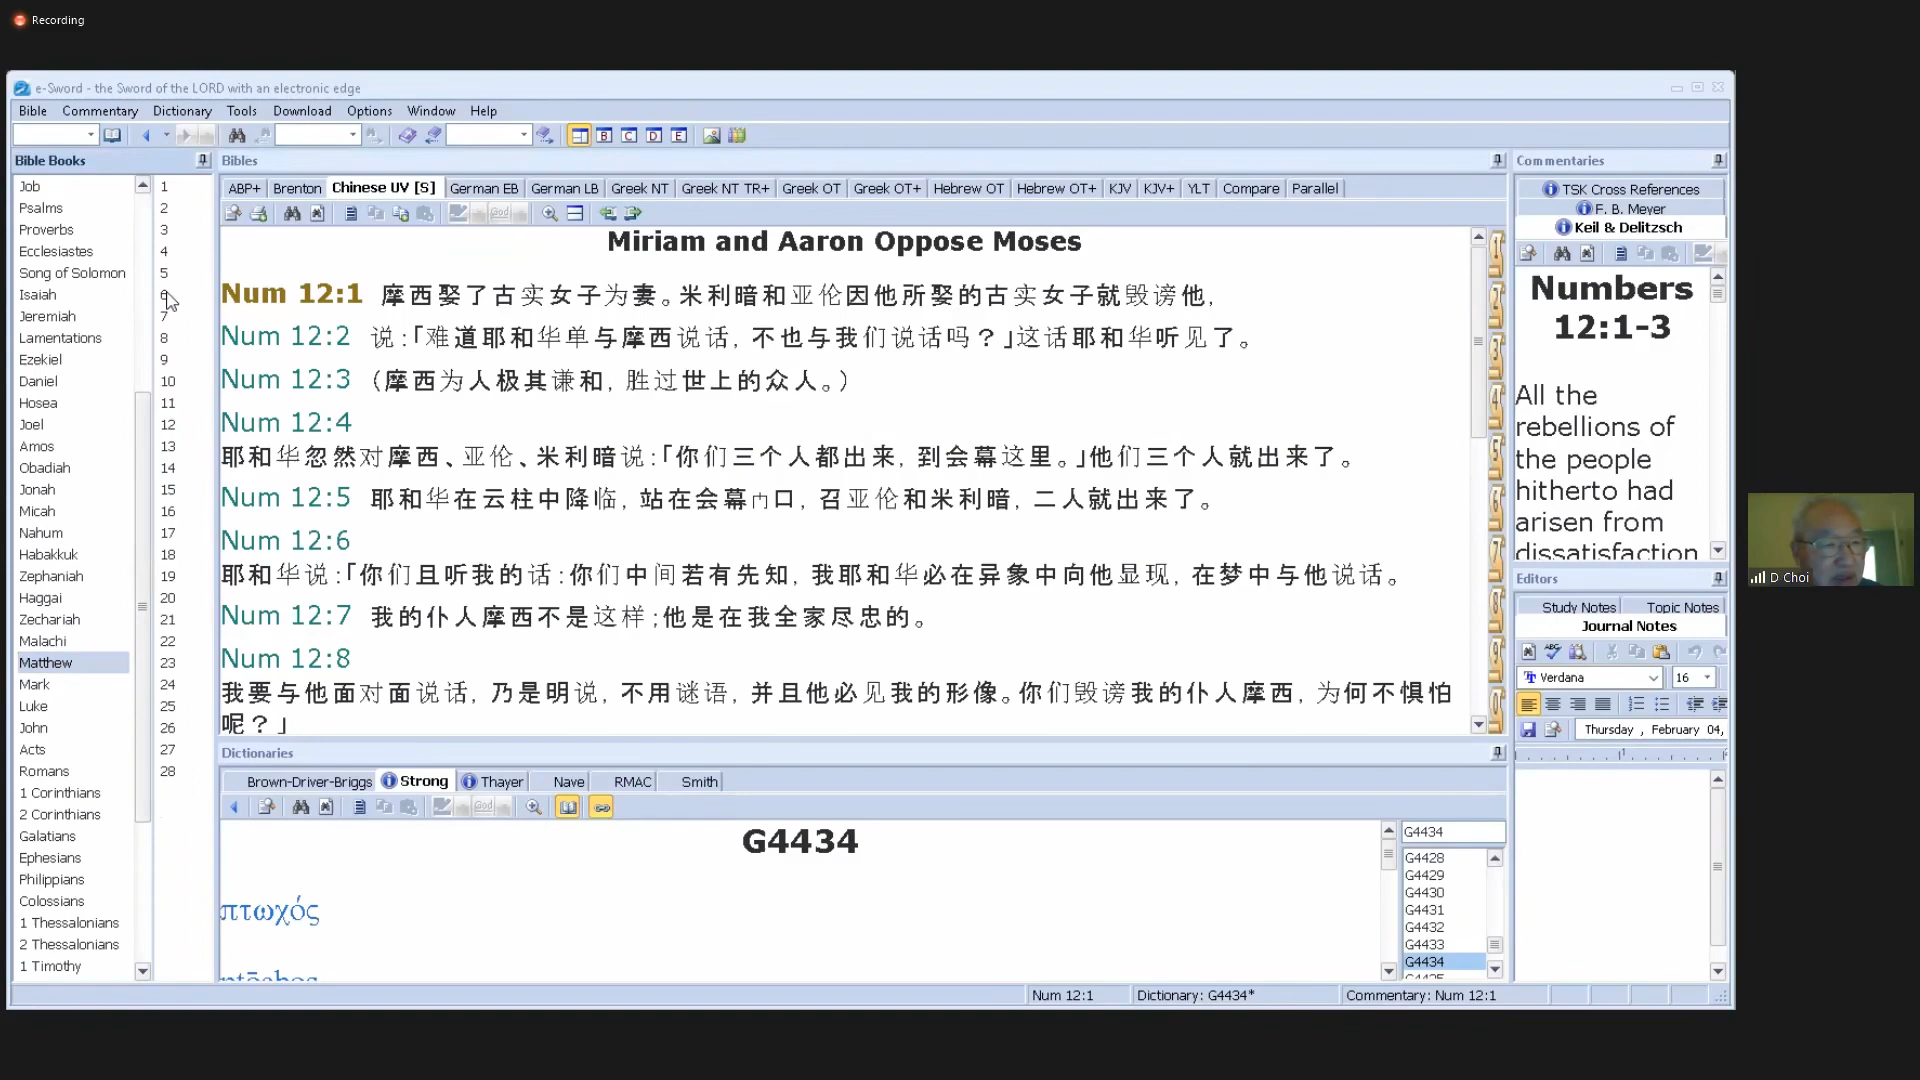 Recording
e-Sword - the Sword of the LORD with an electronic edge
Bible Commentary Dictionary Tools Download Options Window Help
B C D E
Bible Books
Job
Psalms
Proverbs
Ecclesiastes
Song of Solomon
Isaiah
Jeremiah
Lamentations
Ezekiel
Daniel
Hosea
Joel
Amos
Obadiah
Jonah
Micah
Nahum
Habakkuk
Zephaniah
Haggai
Zechariah
Malachi
Matthew
Mark
Luke
John
Acts
Romans
1 Corinthians
2 Corinthians
Galatians
Ephesians
Philippians
Colossians
1 Thessalonians
2 Thessalonians
1 Timothy
1
2
3
4
5
6
7
8
9
10
11
12
13
14
15
16
17
18
19
20
21
22
23
24
25
26
27
28
Bibles
ABP+ Brenton Chinese UV [S] German EB German LB Greek NT Greek NT TR+ Greek OT Greek OT+ Hebrew OT Hebrew OT+ KJV KJV+ YLT Compare Parallel
God
Miriam and Aaron Oppose Moses
Num 12:1 摩西娶了古实女子为妻。米利暗和亚伦因他所娶的古实女子就毁谤他,
Num 12:2 说:「难道耶和华单与摩西说话, 不也与我们说话吗?」这话耶和华听见了。
Num 12:3 (摩西为人极其谦和, 胜过世上的众人。)
Num 12:4
耶和华忽然对摩西、亚伦、米利暗说:「你们三个人都出来, 到会幕这里。」他们三个人就出来了。
Num 12:5 耶和华在云柱中降临, 站在会幕门口, 召亚伦和米利暗, 二人就出来了。
Num 12:6
耶和华说:「你们且听我的话:你们中间若有先知, 我耶和华必在异象中向他显现, 在梦中与他说话。
Num 12:7 我的仆人摩西不是这样;他是在我全家尽忠的。
Num 12:8
我要与他面对面说话, 乃是明说, 不用谜语, 并且他必见我的形像。你们毁谤我的仆人摩西, 为何不惧怕
呢?」
1
2
3
4
5
6
7
8
9
0
Dictionaries
Brown-Driver-Briggs Strong Thayer Nave RMAC Smith
God
G4434
πτωχός
ptōchos
G4434
G4428
G4429
G4430
G4431
G4432
G4433
G4434
G4435
Commentaries
TSK Cross References
F. B. Meyer
Keil & Delitzsch
Numbers
12:1-3
All the
rebellions of
the people
hitherto had
arisen from
dissatisfaction
Editors
Study Notes Topic Notes
Journal Notes
Verdana 16
Thursday , February 04,
1
Num 12:1 Dictionary: G4434* Commentary: Num 12:1
D Choi